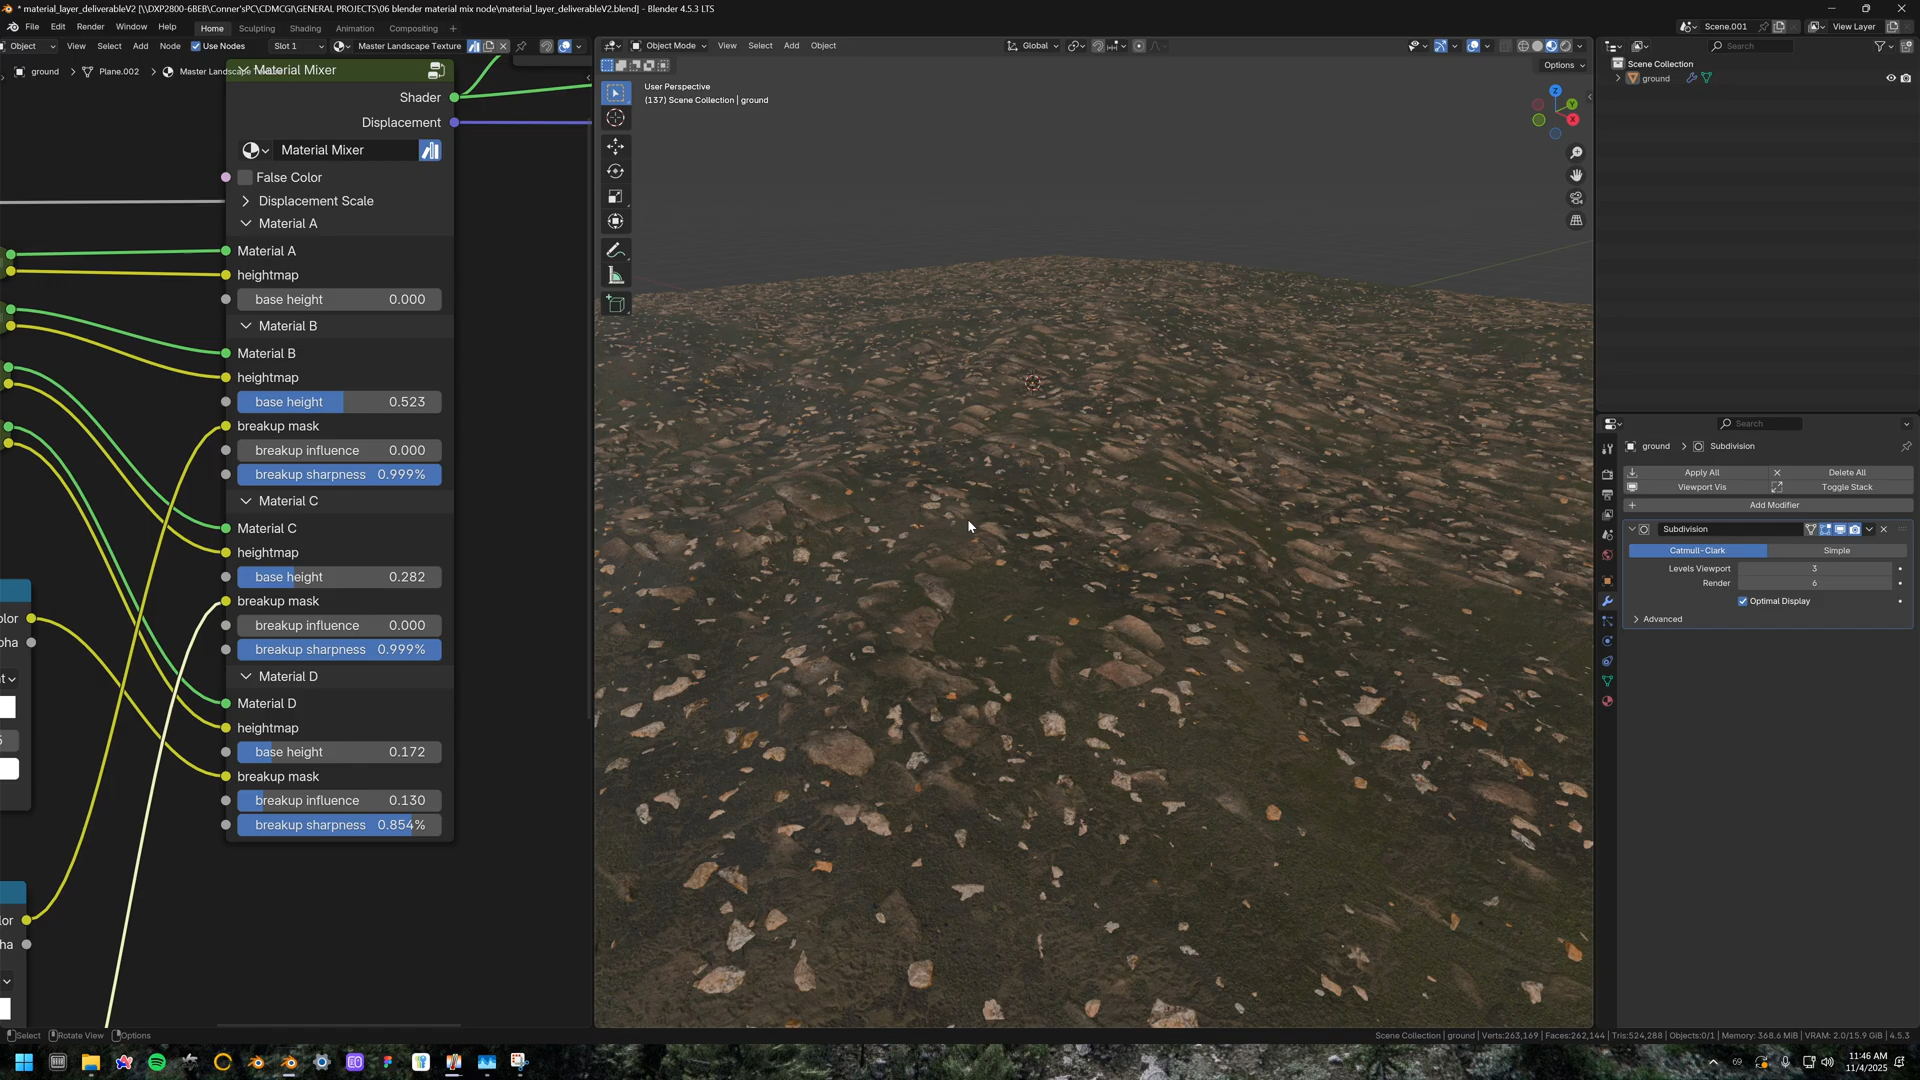 * material_layer_deliverableV2 [\\DXP2800-6BEB\Conner'sPC\CDMCGI\GENERAL PROJECTS\06 blender material mix node\material_layer_deliverableV2.blend] - Blender 4.5.3 LTS
File Edit Render Window Help Home Sculpting Shading Animation Compositing +
Scene.001 View Layer
Object View Select Add Node Use Nodes Slot 1 Master Landscape Texture
Object Mode View Select Add Object Global
Search
Options
ground > Plane.002 > Master Landscape
Material Mixer
Shader
Displacement
Material Mixer
False Color
Displacement Scale
Material A
Material A
heightmap
base height 0.000
Material B
Material B
heightmap
base height 0.523
breakup mask
breakup influence 0.000
breakup sharpness 0.999%
Material C
Material C
heightmap
base height 0.282
breakup mask
breakup influence 0.000
breakup sharpness 0.999%
Material D
Material D
heightmap
base height 0.172
breakup mask
breakup influence 0.130
breakup sharpness 0.854%
olor
pha
t
5
or
ha
User Perspective
(137) Scene Collection | ground
Z
Y
X
Scene Collection
ground
Search
ground > Subdivision
Apply All Delete All
Viewport Vis Toggle Stack
Add Modifier
Subdivision
Catmull-Clark Simple
Levels Viewport 3
Render 6
Optimal Display
Advanced
Select Rotate View Options
Scene Collection | ground | Verts:263,169 | Faces:262,144 | Tris:524,288 | Objects:0/1 | Memory: 368.6 MiB | VRAM: 2.0/15.9 GiB | 4.5.3
69
11:46 AM
11/4/2025